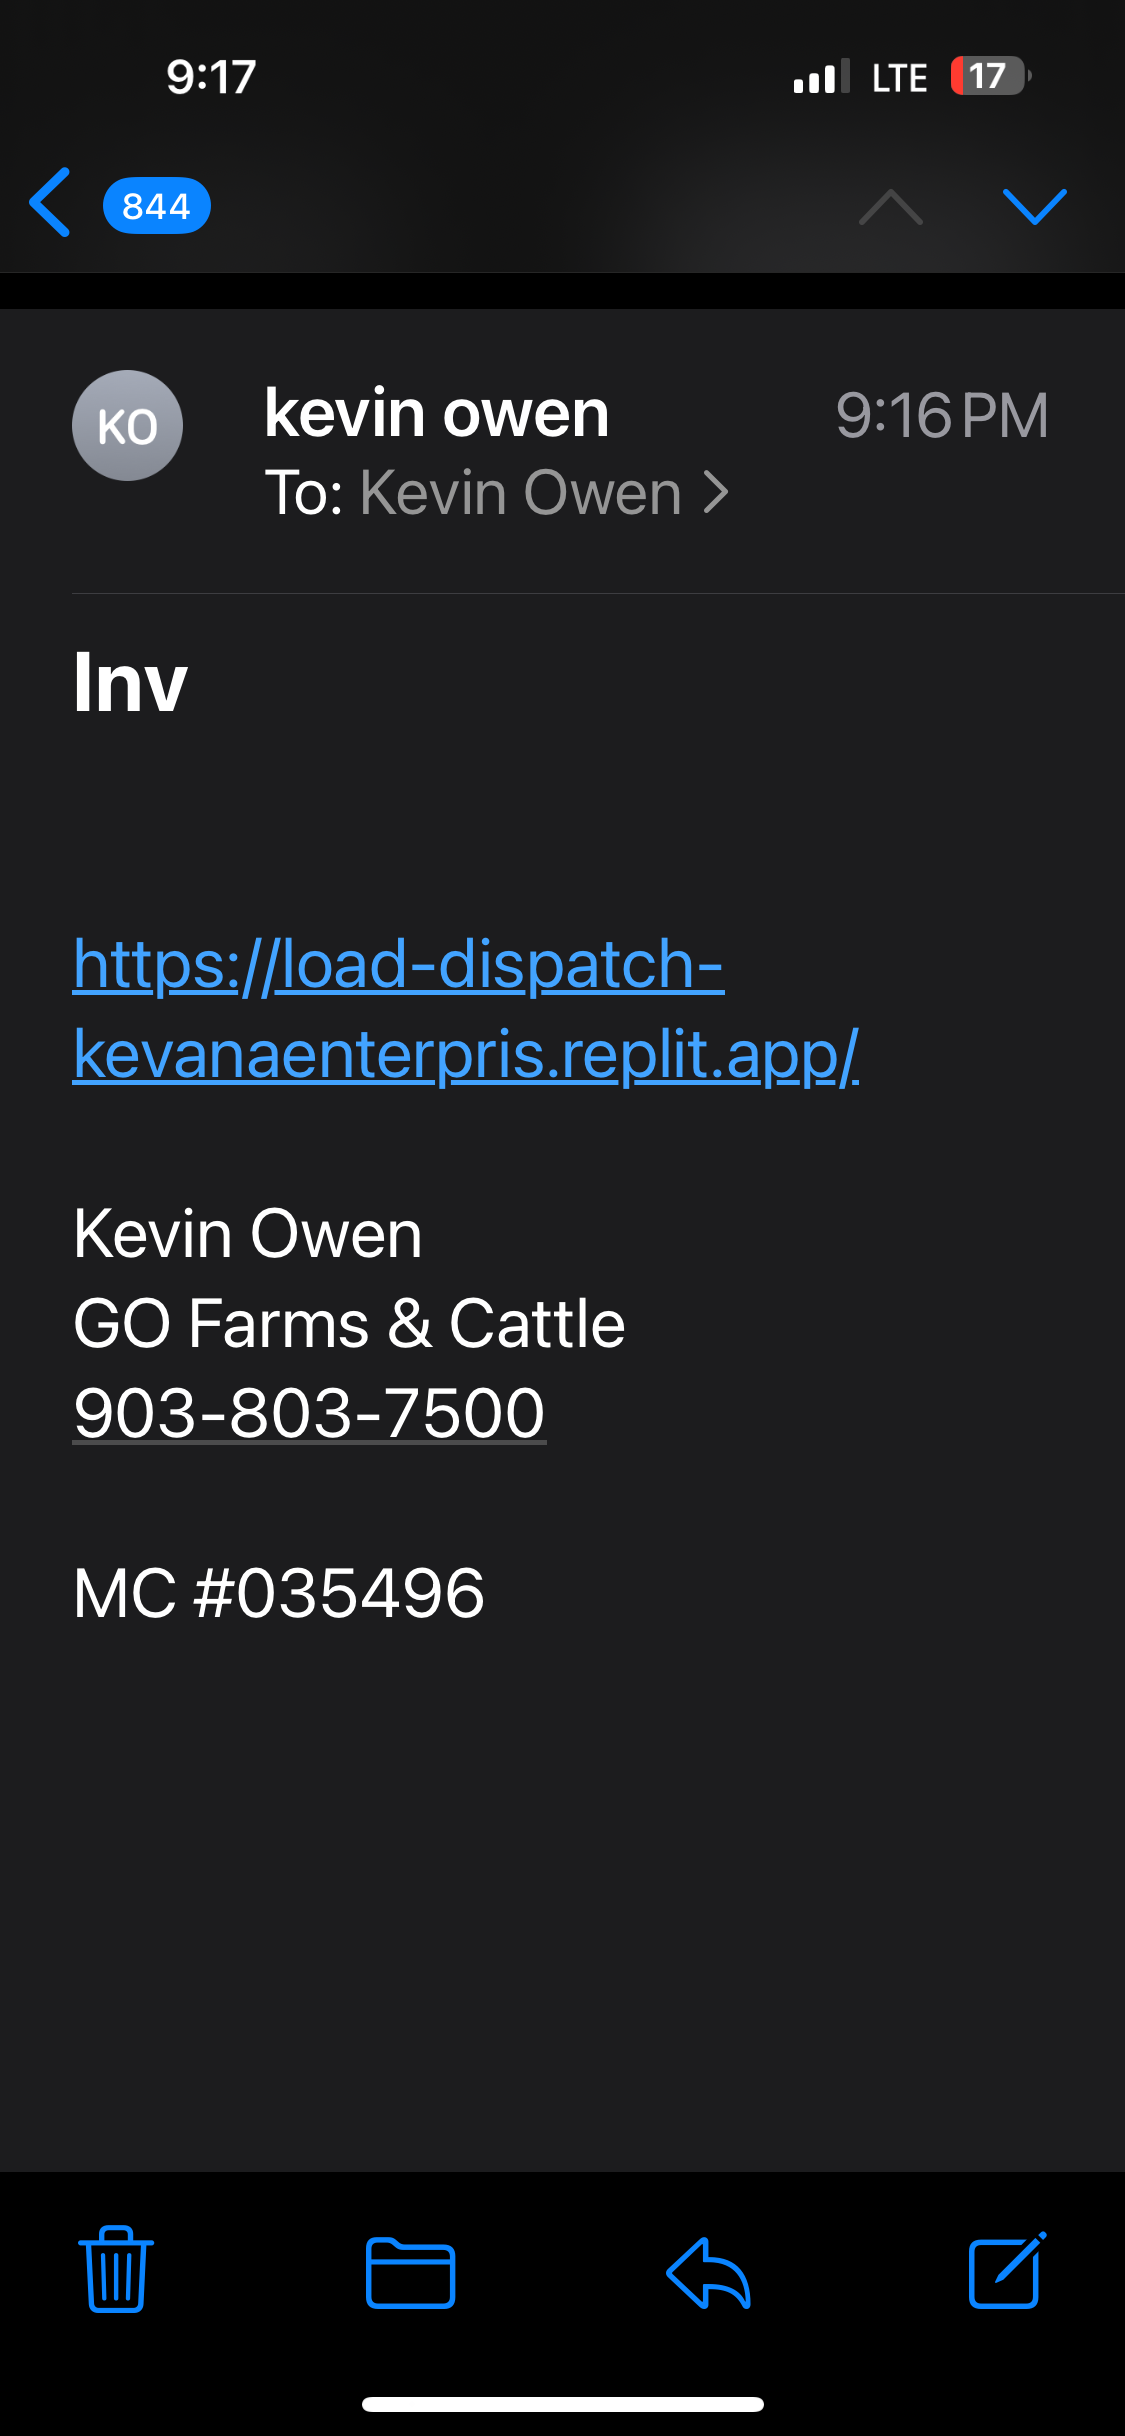 9:17 LTE 17
844
KO kevin owen 9:16 PM
To: Kevin Owen
Inv
https://load-dispatch-
kevanaenterpris.replit.app/
Kevin Owen
GO Farms & Cattle
903-803-7500
MC #035496